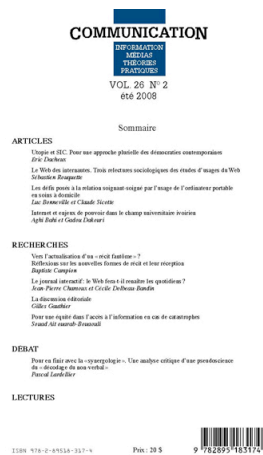 COMMUNICATION
INFORMATION
MÉDIAS
THÉORIES
PRATIQUES
VOL. 26 N° 2
été 2008
Sommaire
ARTICLES
Utopie et SIC. Pour une approche plurielle des démocraties contemporaines
Eric Dacheux
Le Web des internautes. Trois relectures sociologiques des études d'usages du Web
Sébastien Rouquette
Les défis posés à la relation soignant-soigné par l'usage de l'ordinateur portable
en soins à domicile
Luc Bonneville et Claude Sicotte
Internet et enjeux de pouvoir dans le champ universitaire ivoirien
Aghi Bahi et Gadou Dakouri
RECHERCHES
Vers l'actualisation d'un « récit fantôme » ?
Réflexions sur les nouvelles formes de récit et leur réception
Baptiste Campion
Le journal interactif : le Web fera-t-il renaître les quotidiens ?
Jean-Pierre Chamoux et Cécile Delbeau-Bandin
La discussion éditoriale
Gilles Gauthier
Pour une équité dans l'accès à l'information en cas de catastrophes
Souad Ait ouarab-Bouaouli
DÉBAT
Pour en finir avec la «synergologie». Une analyse critique d'une pseudoscience
du « décodage du non-verbal »
Pascal Lardellier
LECTURES
ISBN 978-2-89518-317-4
Prix : 20 $
9 782895 183174